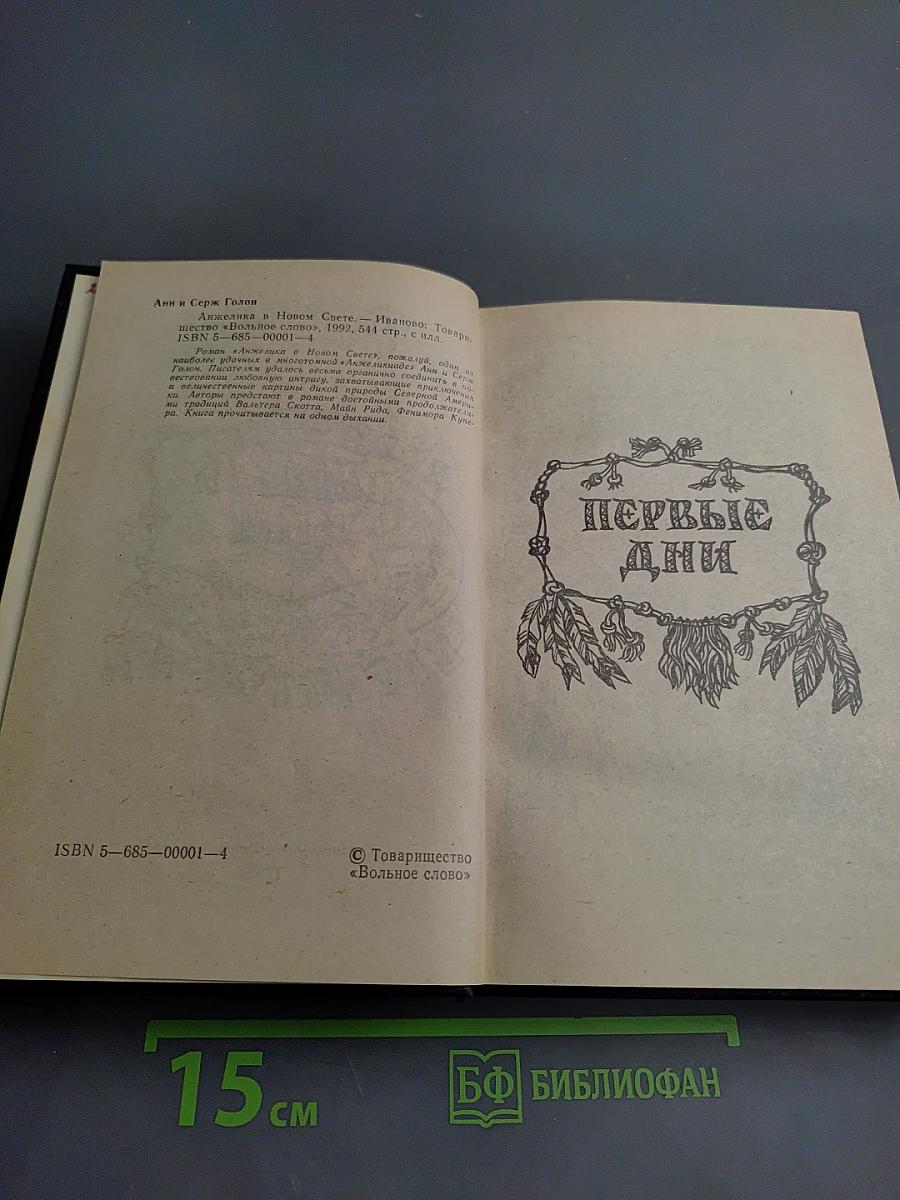 Анн и Серж Голон
Анжелика в Новом Свете. — Иваново: Товари-
щество «Вольное слово», 1992, 544 стр., с илл.
ISBN 5—685—00001—4
Роман «Анжелика в Новом Свете», пожалуй, один из
наиболее удачных в многотомной «Анжеликиаде» Анн и Серж
Голон. Писателям удалось весьма органично соединить в по-
вествовании любовную интригу, захватывающие приключения
и величественные картины дикой природы Северной Амери-
ки. Авторы предстают в романе достойными продолжателя-
ми традиций Вальтера Скотта, Майн Рида, Фенимора Купе-
ра. Книга прочитывается на одном дыхании.
ISBN 5—685—00001—4
© Товарищество
«Вольное слово»
ПЕРВЫЕ
ДНИ
15 см
БФ БИБЛИОФАН